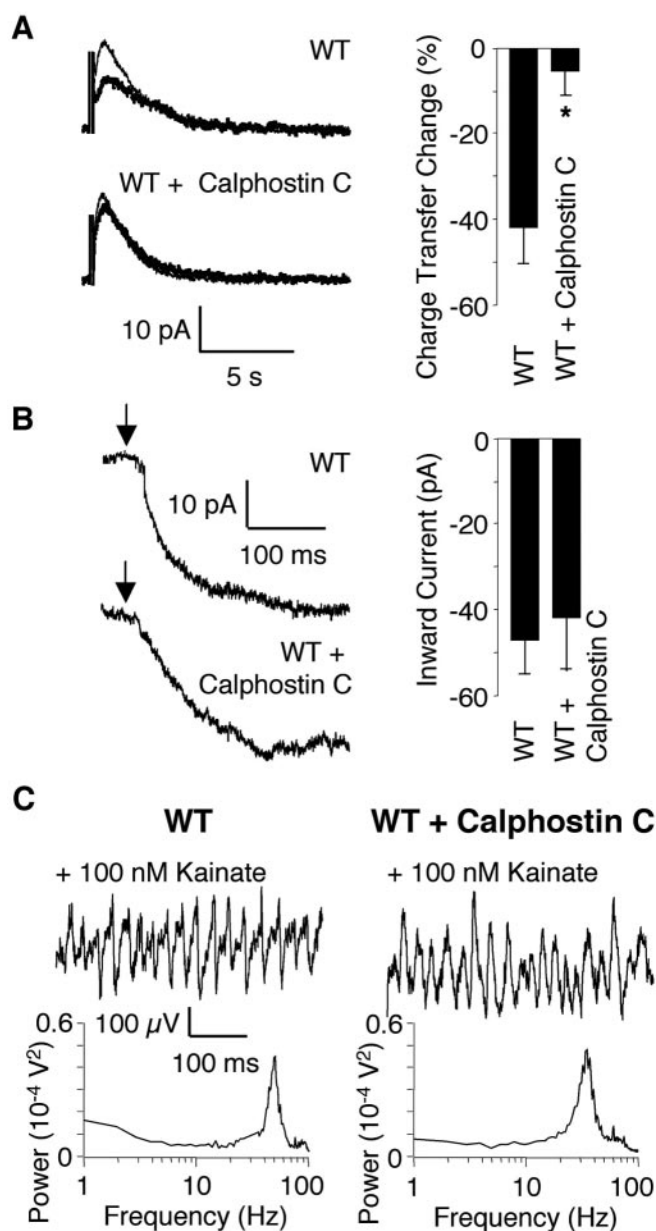 A
WT
WT + Calphostin C
10 pA
5 s
Charge Transfer Change (%)
0
-20
-40
-60
*
WT
WT + Calphostin C
B
WT
10 pA
100 ms
WT +
Calphostin C
Inward Current (pA)
0
-20
-40
-60
WT
WT +
Calphostin C
C
WT
+ 100 nM Kainate
100 µV
100 ms
Power (10⁻⁴ V²)
0.6
0
1
10
100
Frequency (Hz)
WT + Calphostin C
+ 100 nM Kainate
Power (10⁻⁴ V²)
0.6
0
1
10
100
Frequency (Hz)